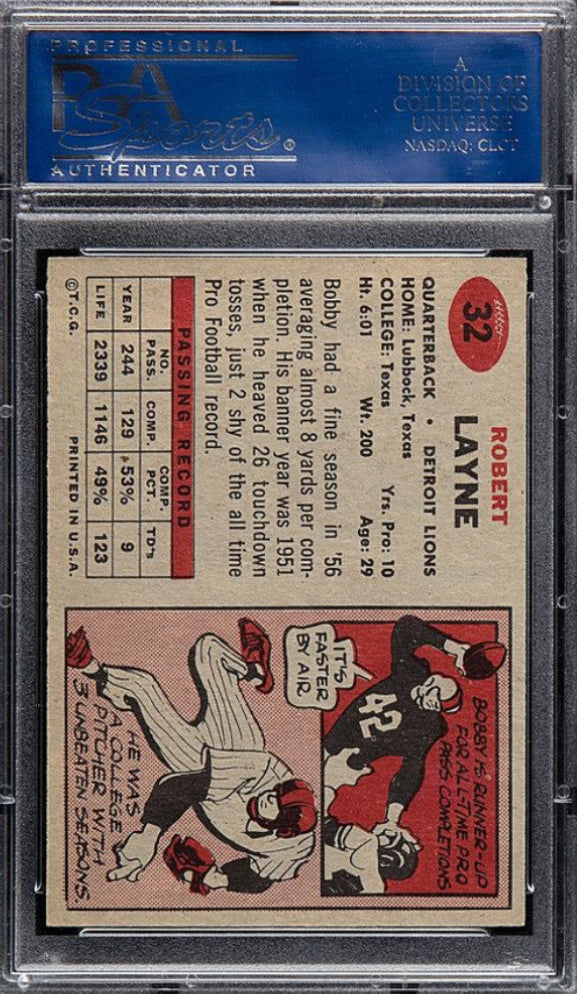 PROFESSIONAL
PSA
Sports®
AUTHENTICATOR
A
DIVISION OF
COLLECTORS
UNIVERSE
NASDAQ: CLCT
32
ROBERT
LAYNE
QUARTERBACK • DETROIT LIONS
HOME: Lubbock, Texas Yrs. Pro: 10
COLLEGE: Texas Age: 29
Ht. 6:01 Wt. 200
Bobby had a fine season in '56
averaging almost 8 yards per com-
pletion. His banner year was 1951
when he heaved 26 touchdown
tosses, just 2 shy of the all time
Pro Football record.
PASSING RECORD
NO. PASS. COMP. COMP. PCT. TD's
YEAR 244 129 53% 9
LIFE 2339 1146 49% 123
©T.C.G. PRINTED IN U.S.A.
BOBBY IS RUNNER-UP
FOR ALL-TIME PRO
PASS COMPLETIONS
IT'S
FASTER
BY AIR.
42
HE WAS
A COLLEGE
PITCHER WITH
3 UNBEATEN SEASONS.